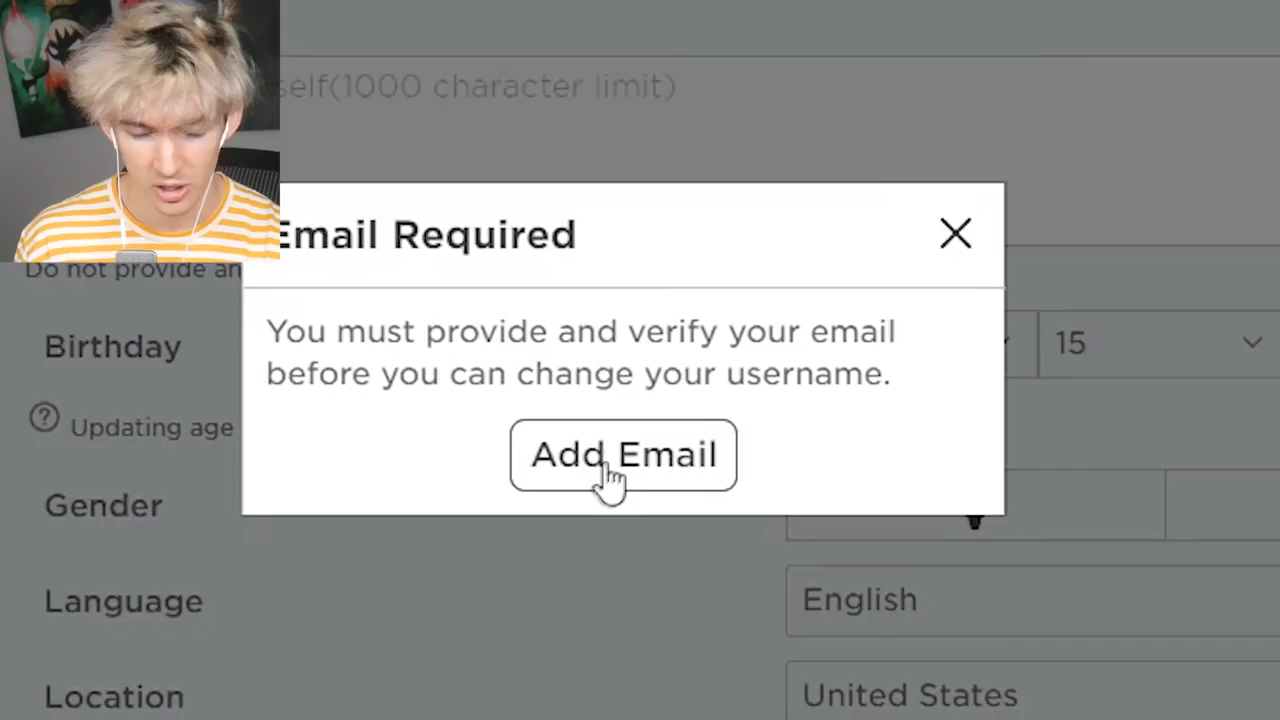 self(1000 character limit)
Email Required
Do not provide an
You must provide and verify your email
before you can change your username.
Birthday
15
Updating age
Add Email
Gender
Language
English
Location
United States